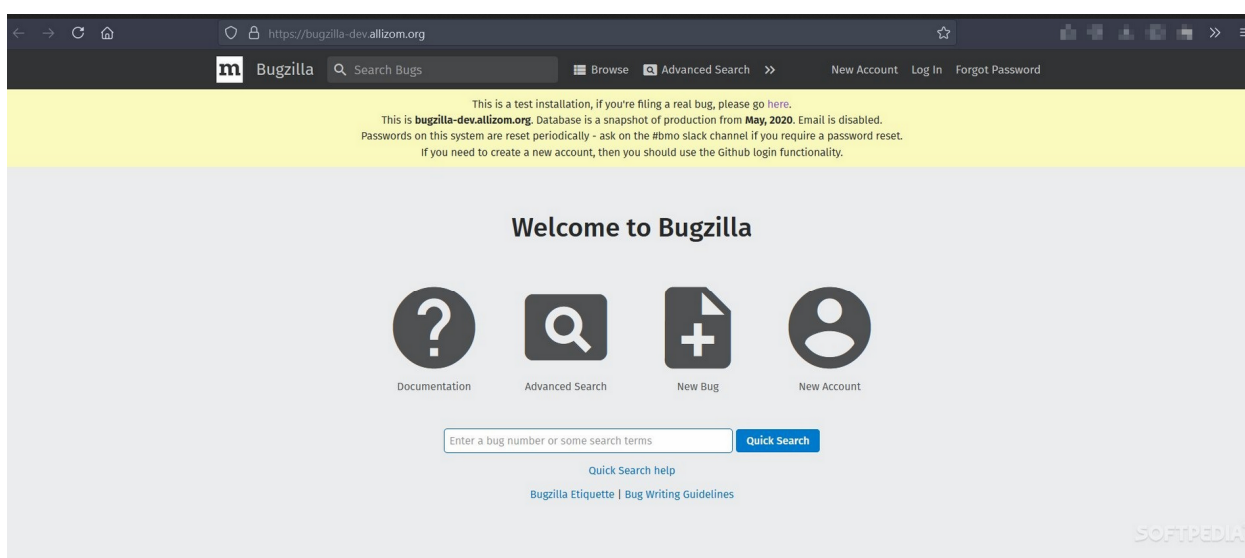 https://bugzilla-dev.allizom.org
m Bugzilla Search Bugs Browse Advanced Search New Account Log In Forgot Password
This is a test installation, if you're filing a real bug, please go here.
This is bugzilla-dev.allizom.org. Database is a snapshot of production from May, 2020. Email is disabled.
Passwords on this system are reset periodically - ask on the #bmo slack channel if you require a password reset.
If you need to create a new account, then you should use the Github login functionality.
Welcome to Bugzilla
Documentation Advanced Search New Bug New Account
Enter a bug number or some search terms Quick Search
Quick Search help
Bugzilla Etiquette | Bug Writing Guidelines
SOFTPEDIA